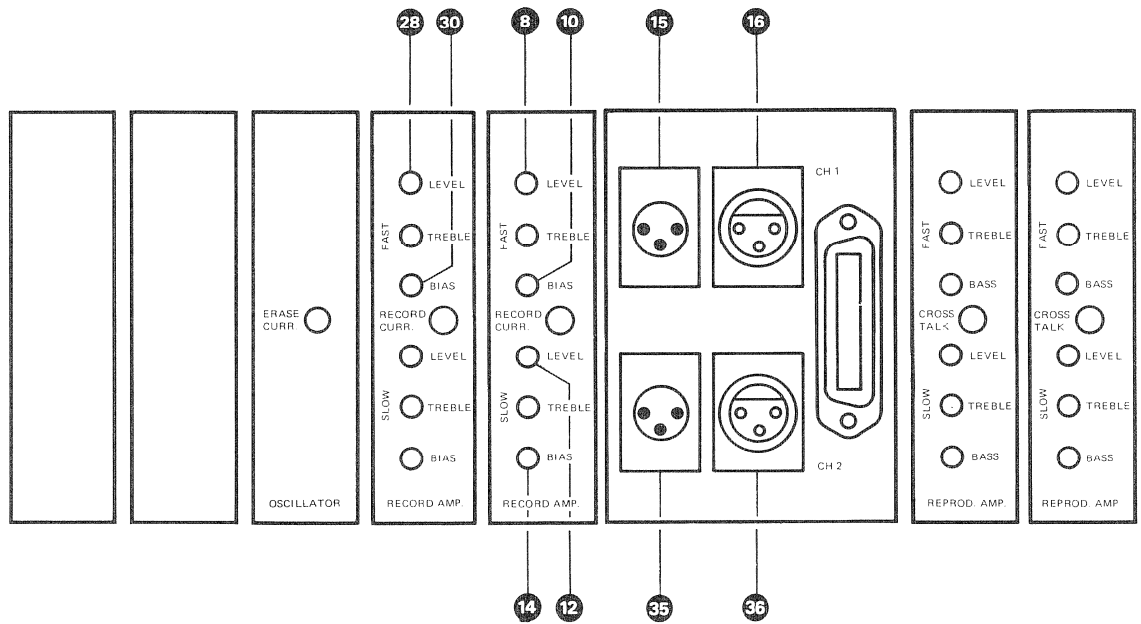 28 30 8 10 15 16
ERASE
CURR.
OSCILLATOR
FAST
LEVEL
TREBLE
BIAS
RECORD
CURR.
SLOW
LEVEL
TREBLE
BIAS
RECORD AMP.
FAST
LEVEL
TREBLE
BIAS
RECORD
CURR.
SLOW
LEVEL
TREBLE
BIAS
RECORD AMP.
CH 1
CH 2
FAST
LEVEL
TREBLE
BASS
CROSS
TALK
SLOW
LEVEL
TREBLE
BASS
REPROD. AMP.
FAST
LEVEL
TREBLE
BASS
CROSS
TALK
SLOW
LEVEL
TREBLE
BASS
REPROD. AMP
14 12 35 36